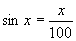 sin x = x/100